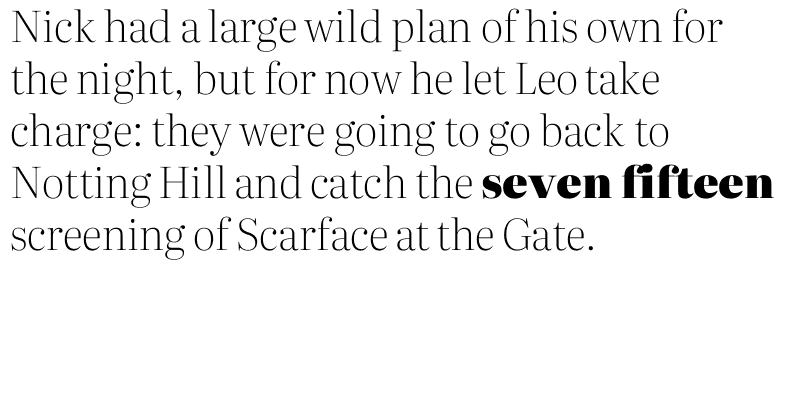 Nick had a large wild plan of his own for
the night, but for now he let Leo take
charge: they were going to go back to
Notting Hill and catch the seven fifteen
screening of Scarface at the Gate.